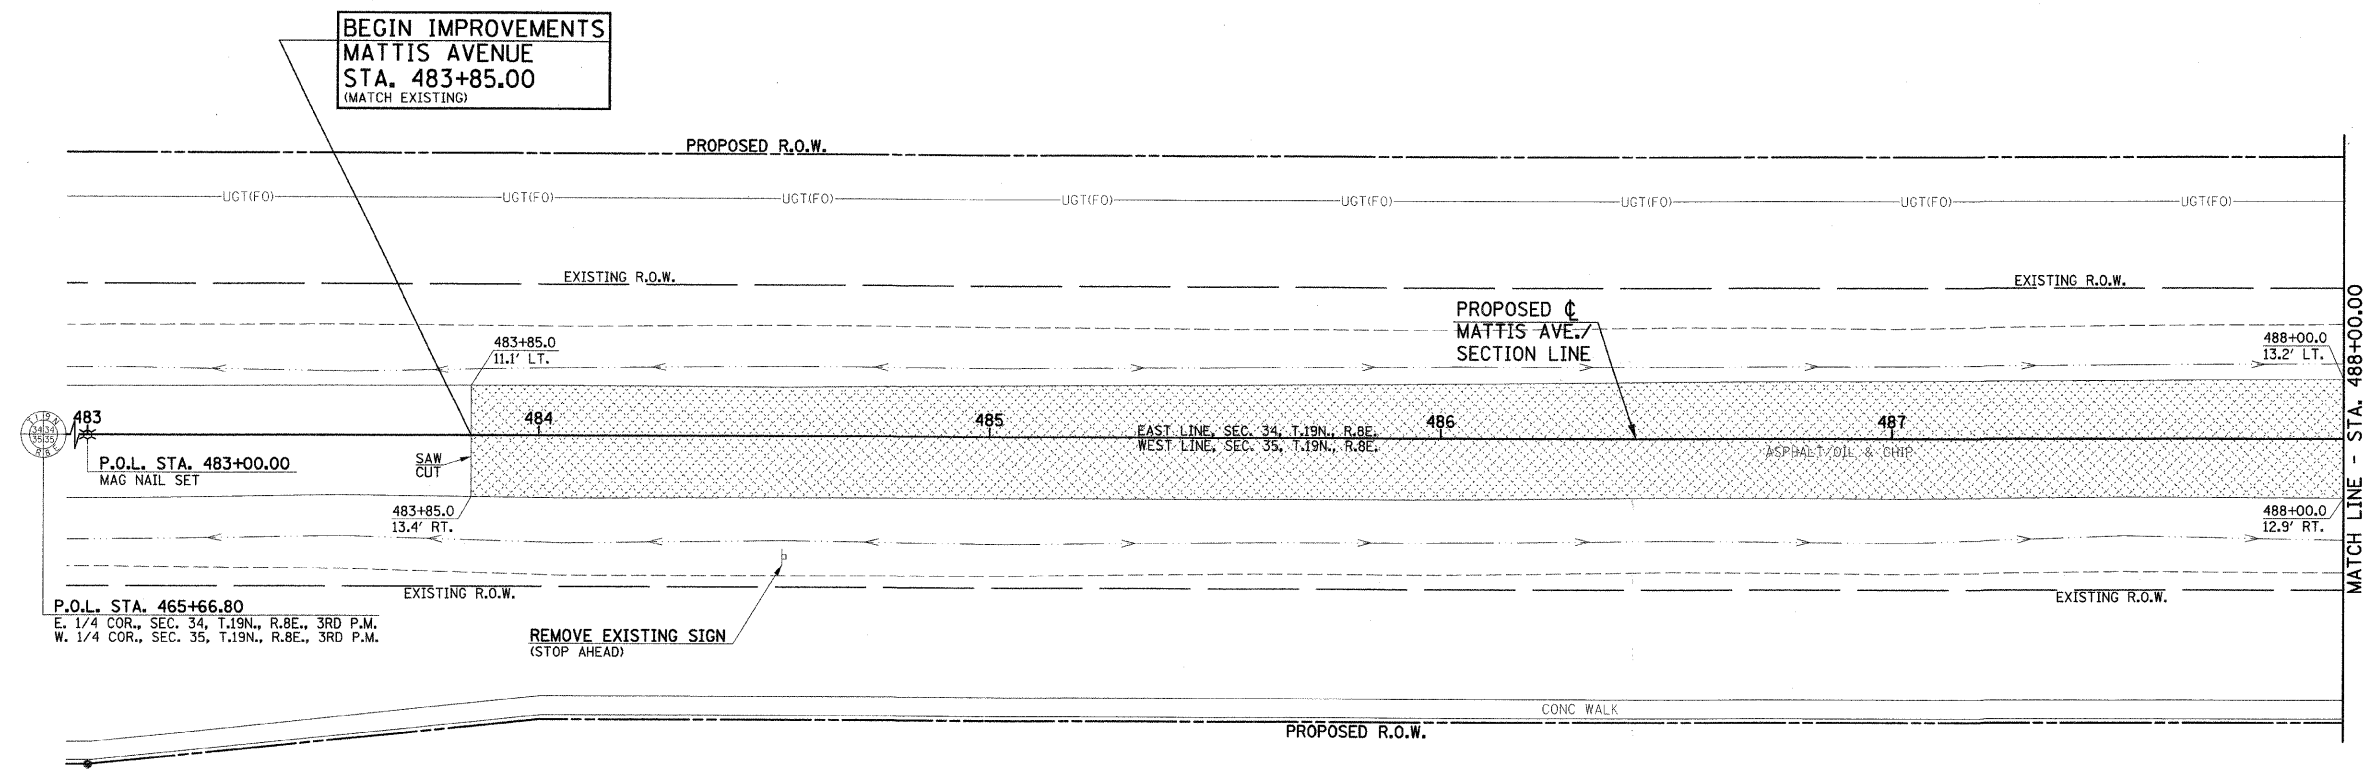 BEGIN IMPROVEMENTS
MATTIS AVENUE
STA. 483+85.00
(MATCH EXISTING)
PROPOSED R.O.W.
UGT(FO) UGT(FO) UGT(FO) UGT(FO) UGT(FO) UGT(FO) UGT(FO) UGT(FO)
EXISTING R.O.W.
EXISTING R.O.W.
PROPOSED ℄
MATTIS AVE./
SECTION LINE
483+85.0
11.1' LT.
488+00.0
13.2' LT.
483
484
485
486
487
EAST LINE, SEC. 34, T.19N., R.8E.
WEST LINE, SEC. 35, T.19N., R.8E.
ASPHALT/OIL & CHIP
T 19 N
34 34
35 35
R 8 E
P.O.L. STA. 483+00.00
MAG NAIL SET
SAW
CUT
483+85.0
13.4' RT.
488+00.0
12.9' RT.
MATCH LINE - STA. 488+00.00
EXISTING R.O.W.
EXISTING R.O.W.
P.O.L. STA. 465+66.80
E. 1/4 COR., SEC. 34, T.19N., R.8E., 3RD P.M.
W. 1/4 COR., SEC. 35, T.19N., R.8E., 3RD P.M.
REMOVE EXISTING SIGN
(STOP AHEAD)
CONC WALK
PROPOSED R.O.W.